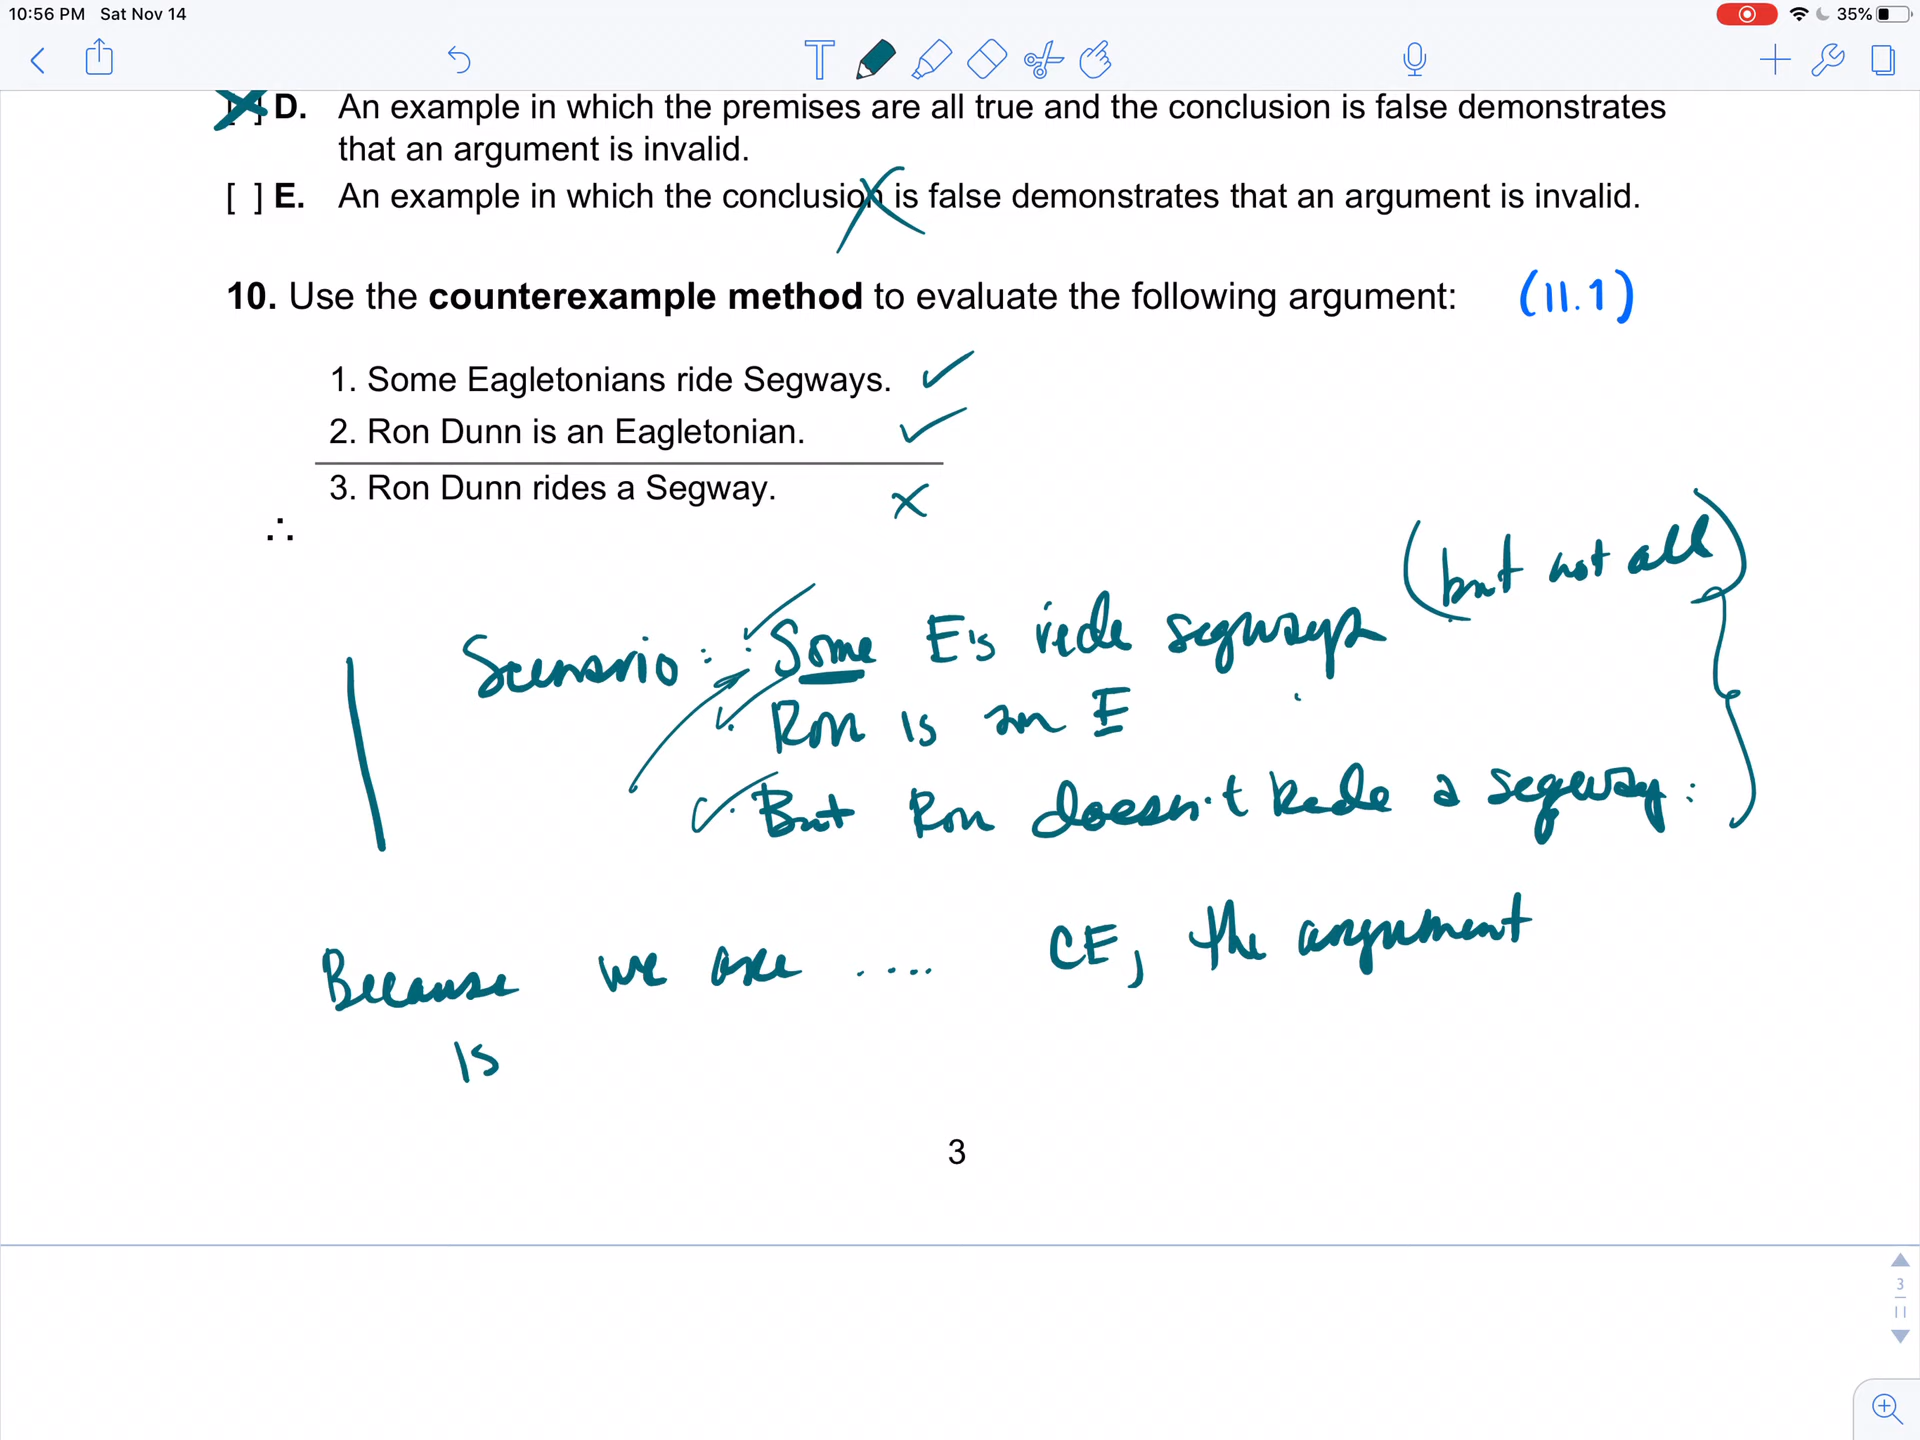 10:56 PM Sat Nov 14
35%
[ ] D. An example in which the premises are all true and the conclusion is false demonstrates
that an argument is invalid.
[ ] E. An example in which the conclusion is false demonstrates that an argument is invalid.
10. Use the counterexample method to evaluate the following argument: (11.1)
1. Some Eagletonians ride Segways.
2. Ron Dunn is an Eagletonian.
3. Ron Dunn rides a Segway.
∴
(but not all)
Scenario: Some E's ride segways
Ron is an E
But Ron doesn't ride a segway.
Because we are .... CE, the argument
is
3
3
11